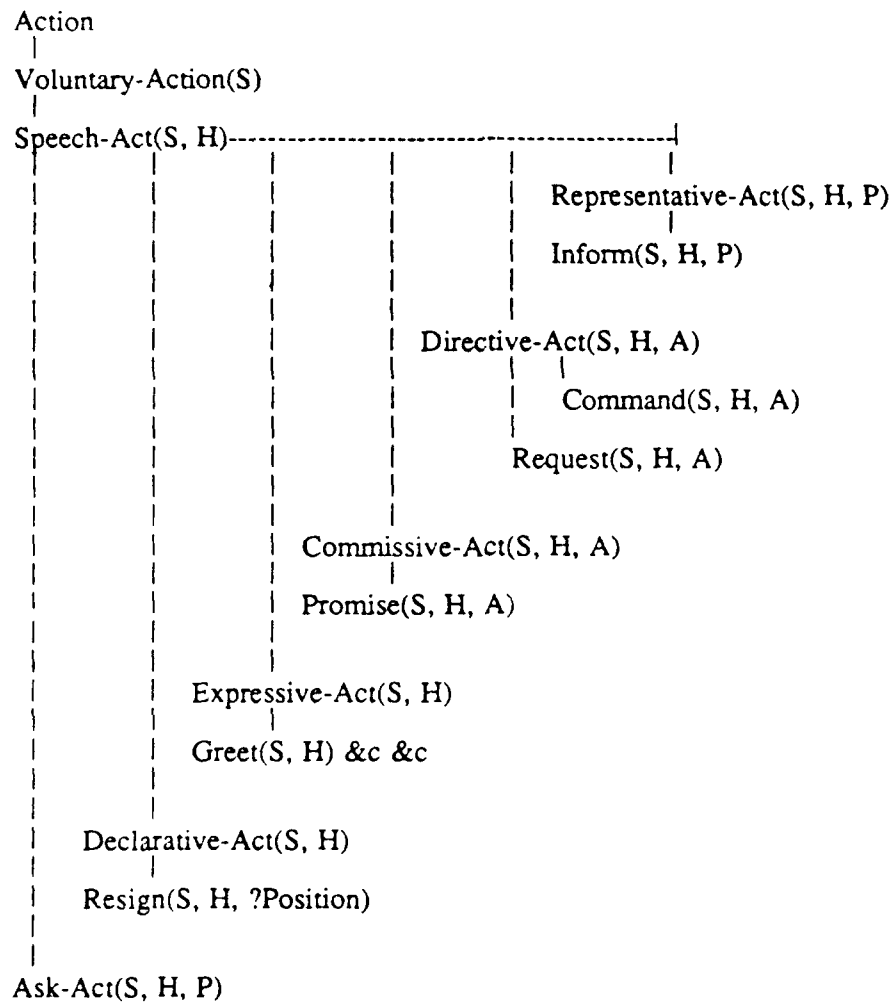 Action
Voluntary-Action(S)
Speech-Act(S, H)
Representative-Act(S, H, P)
Inform(S, H, P)
Directive-Act(S, H, A)
Command(S, H, A)
Request(S, H, A)
Commissive-Act(S, H, A)
Promise(S, H, A)
Expressive-Act(S, H)
Greet(S, H) &c &c
Declarative-Act(S, H)
Resign(S, H, ?Position)
Ask-Act(S, H, P)